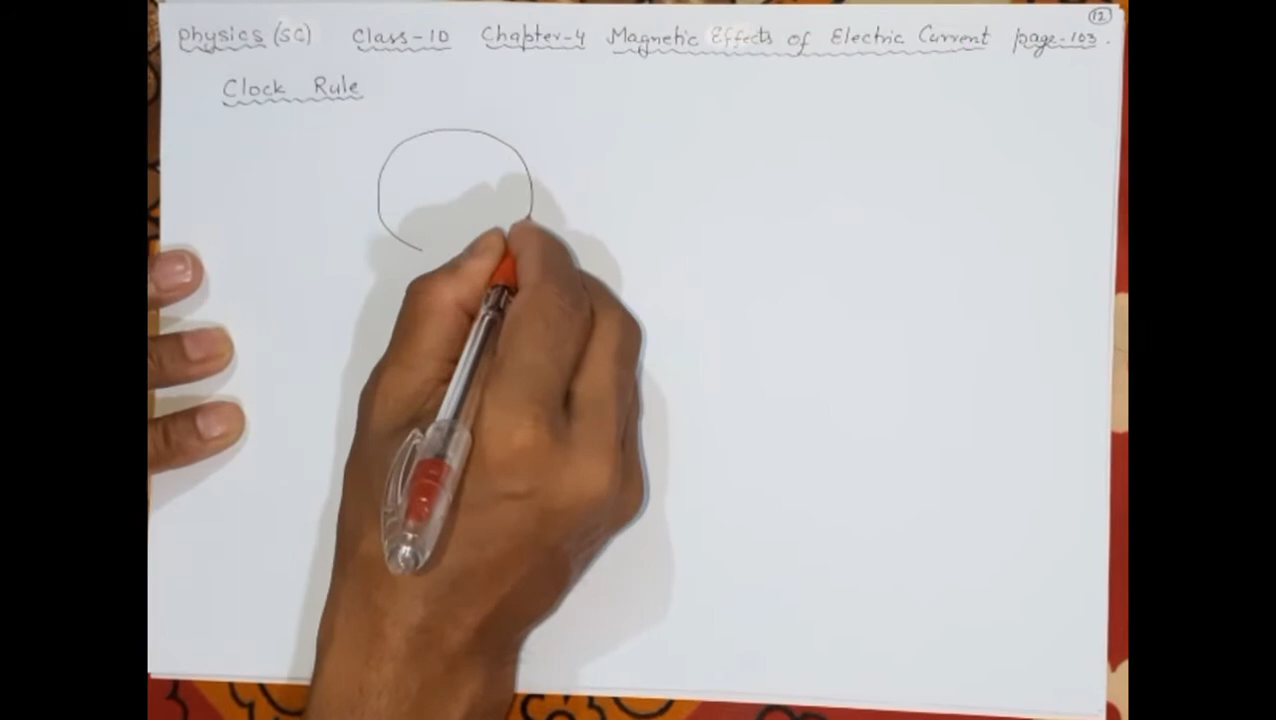 12
Physics (SC) Class-10 Chapter-4 Magnetic Effects of Electric Current page-103.
Clock Rule